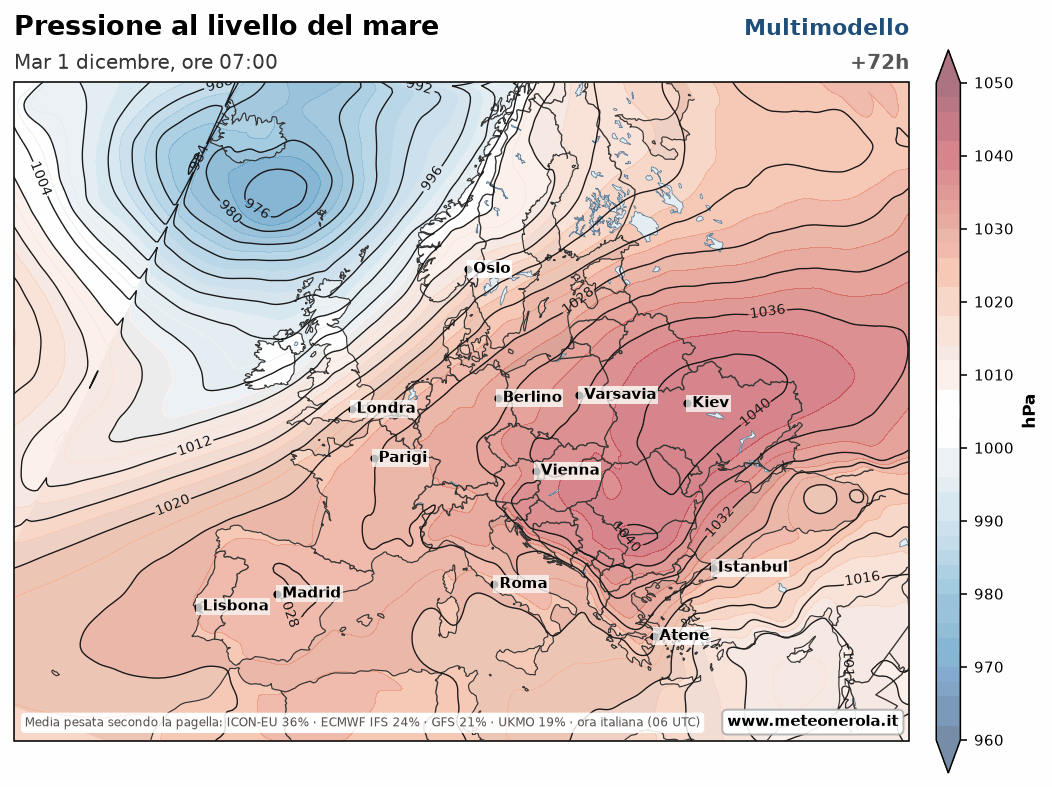 Pressione al livello del mare
Multimodello
Mar 1 dicembre, ore 07:00
+72h
992
1004
984
996
980
976
Oslo
1028
1036
Londra
Berlino
Varsavia
Kiev
1040
1012
Parigi
Vienna
1020
1032
1040
Istanbul
1016
Roma
Madrid
Lisbona
1028
Atene
1012
Media pesata secondo la pagella: ICON-EU 36% · ECMWF IFS 24% · GFS 21% · UKMO 19% · ora italiana (06 UTC)
www.meteonerola.it
1050
1040
1030
1020
1010
1000
990
980
970
960
hPa